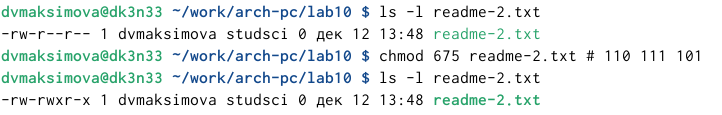 dvmaksimova@dk3n33 ~/work/arch-pc/lab10 $ ls -l readme-2.txt
-rw-r--r-- 1 dvmaksimova studsci 0 дек 12 13:48 readme-2.txt
dvmaksimova@dk3n33 ~/work/arch-pc/lab10 $ chmod 675 readme-2.txt # 110 111 101
dvmaksimova@dk3n33 ~/work/arch-pc/lab10 $ ls -l readme-2.txt
-rw-rwxr-x 1 dvmaksimova studsci 0 дек 12 13:48 readme-2.txt